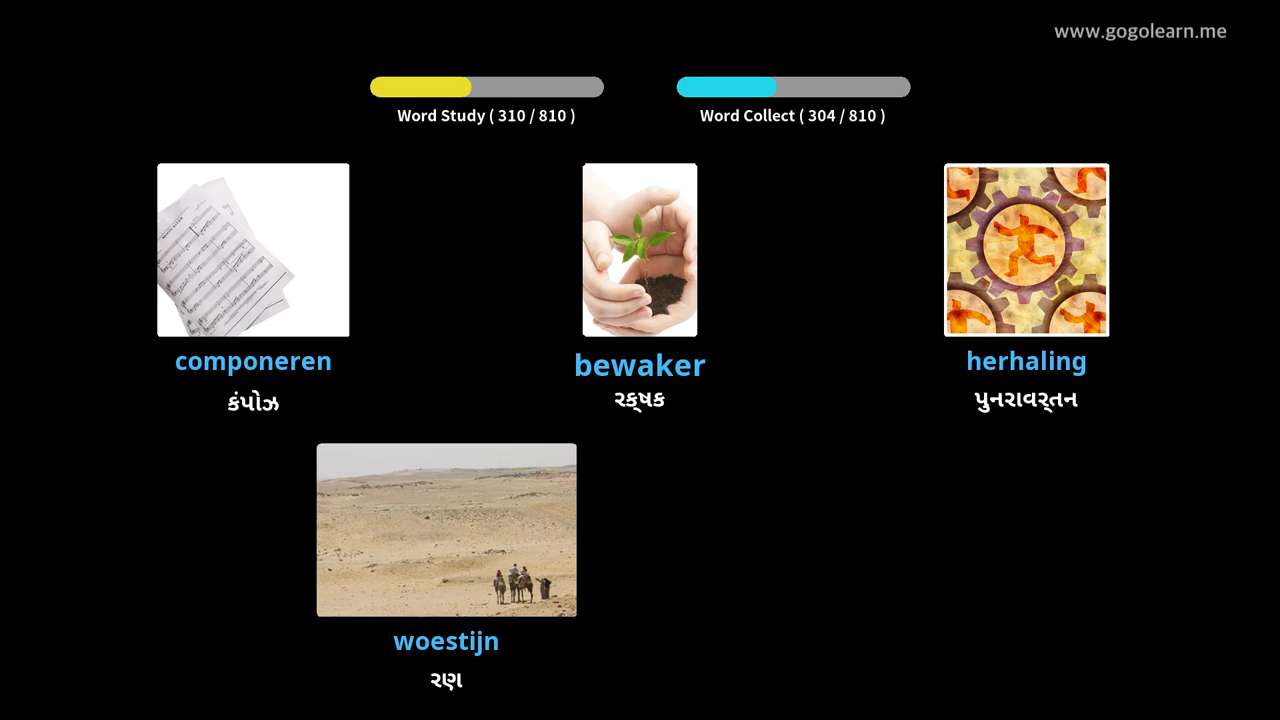 www.gogolearn.me
Word Study ( 310 / 810 )
Word Collect ( 304 / 810 )
componeren
bewaker
herhaling
કંપોઝ
રક્ષક
પુનરાવર્તન
woestijn
રણ